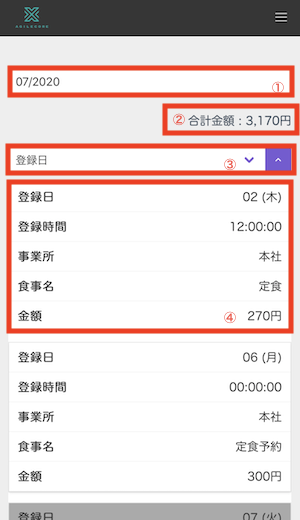 AGILECODE
07/2020
①
② 合計金額 : 3,170円
登録日 ③
登録日 02 (木)
登録時間 12:00:00
事業所 本社
食事名 定食
金額 ④ 270円
登録日 06 (月)
登録時間 00:00:00
事業所 本社
食事名 定食予約
金額 300円
登録日 07 (火)